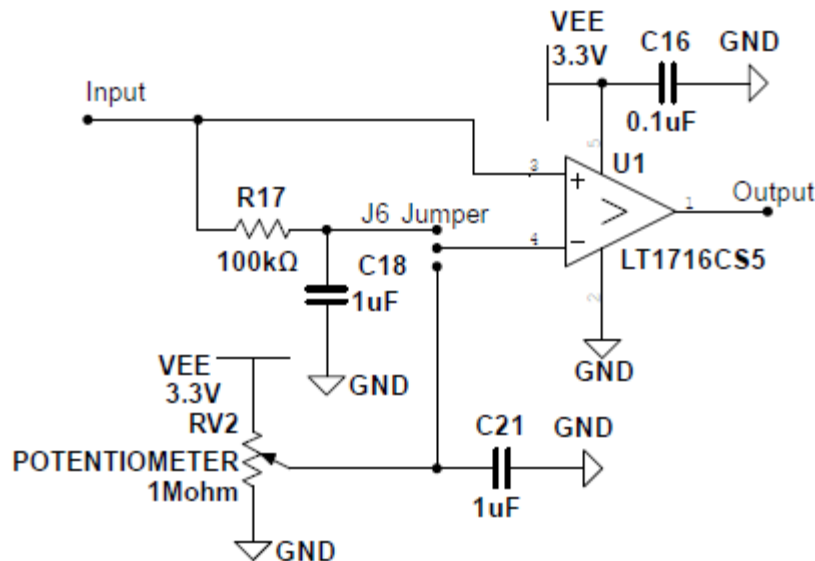 VEE
3.3V
C16
GND
0.1uF
Input
5
U1
3
+
R17
J6 Jumper
Output
1
>
4
−
100kΩ
C18
1uF
LT1716CS5
2
GND
GND
VEE
3.3V
RV2
POTENTIOMETER
1Mohm
C21
GND
1uF
GND